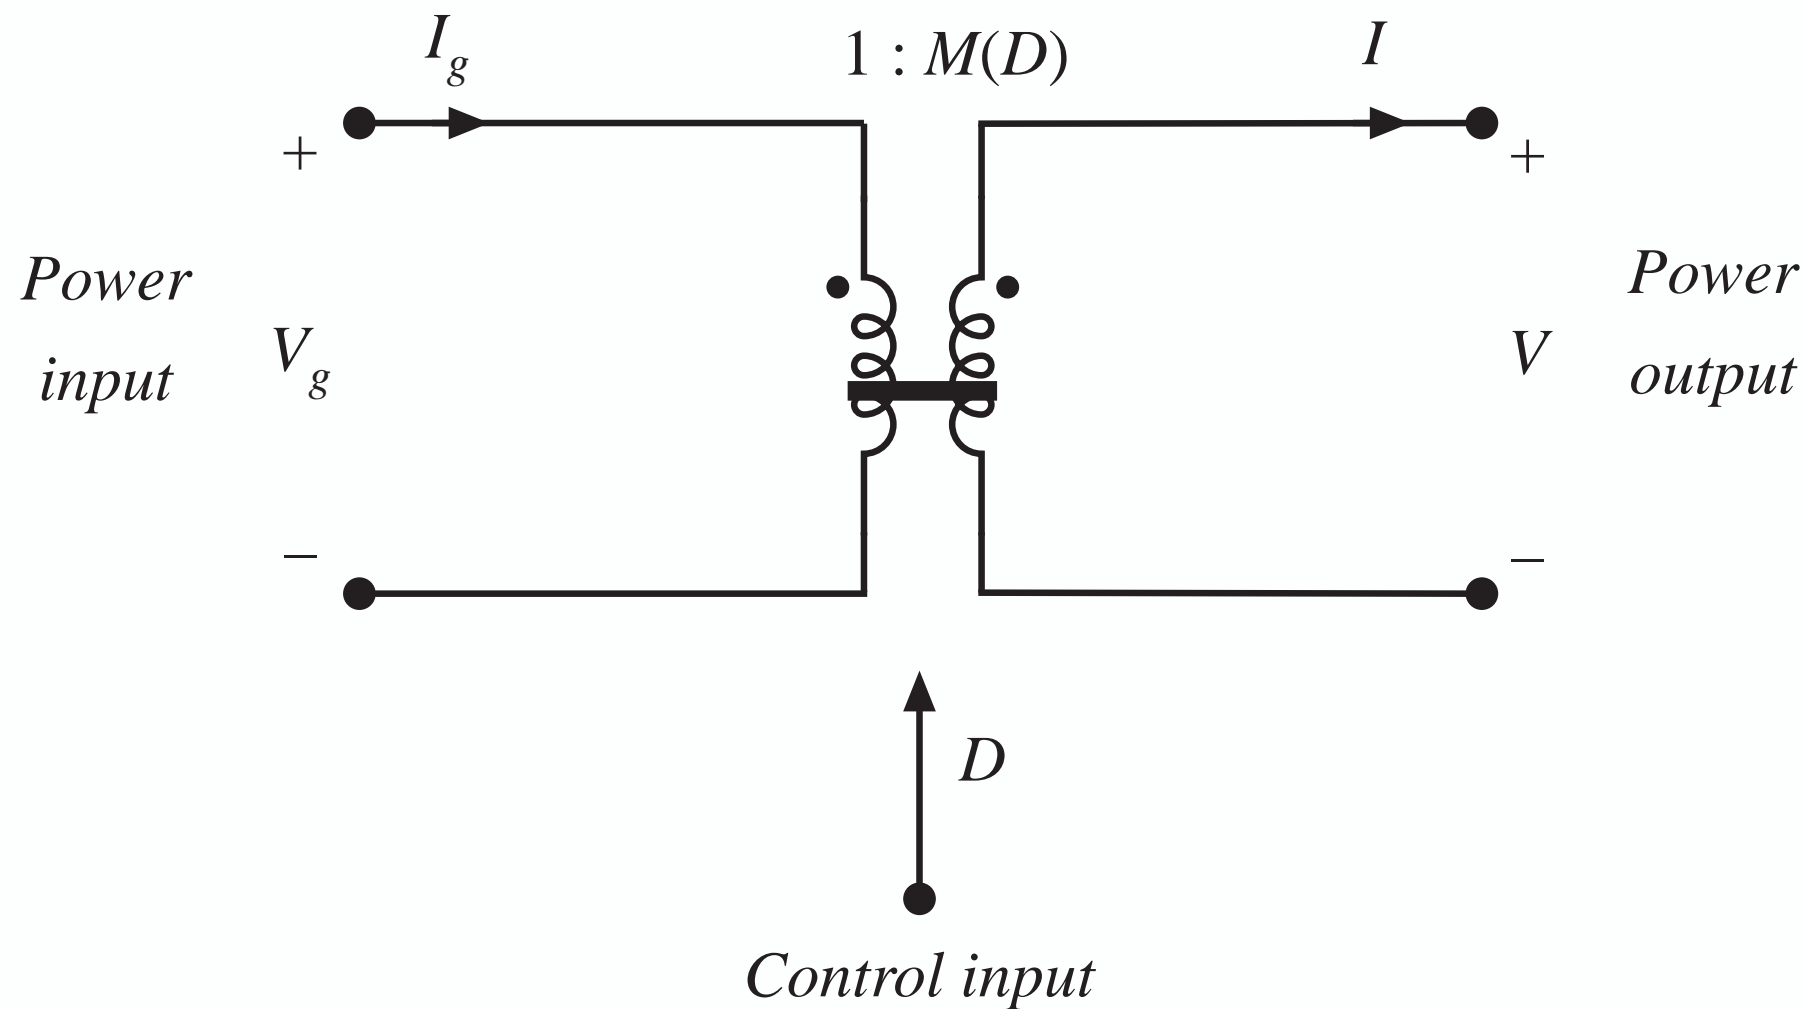 I_g
1 : M(D)
I
+
+
Power
input
V_g
V
Power
output
–
–
D
Control input